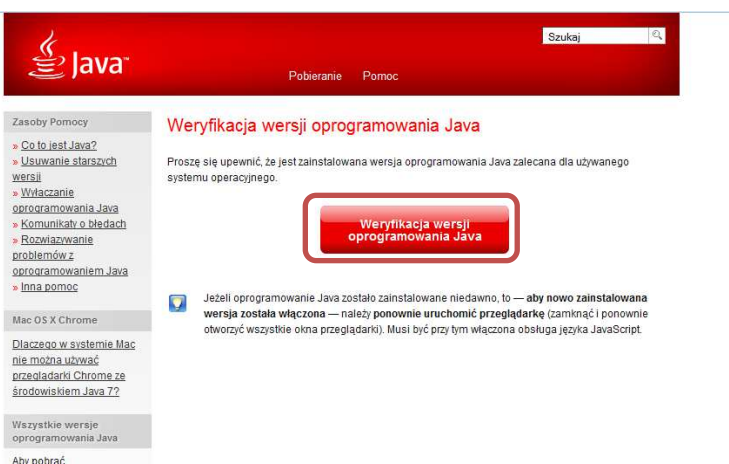 Java™
Szukaj
Pobieranie Pomoc
Zasoby Pomocy
» Co to jest Java?
» Usuwanie starszych
wersji
» Wyłączanie
oprogramowania Java
» Komunikaty o błędach
» Rozwiązywanie
problemów z
oprogramowaniem Java
» Inna pomoc
Mac OS X Chrome
Dlaczego w systemie Mac
nie można używać
przeglądarki Chrome ze
środowiskiem Java 7?
Wszystkie wersje
oprogramowania Java
Aby pobrać
Weryfikacja wersji oprogramowania Java
Proszę się upewnić, że jest zainstalowana wersja oprogramowania Java zalecana dla używanego
systemu operacyjnego.
Weryfikacja wersji
oprogramowania Java
Jeżeli oprogramowanie Java zostało zainstalowane niedawno, to — aby nowo zainstalowana
wersja została włączona — należy ponownie uruchomić przeglądarkę (zamknąć i ponownie
otworzyć wszystkie okna przeglądarki). Musi być przy tym włączona obsługa języka JavaScript.